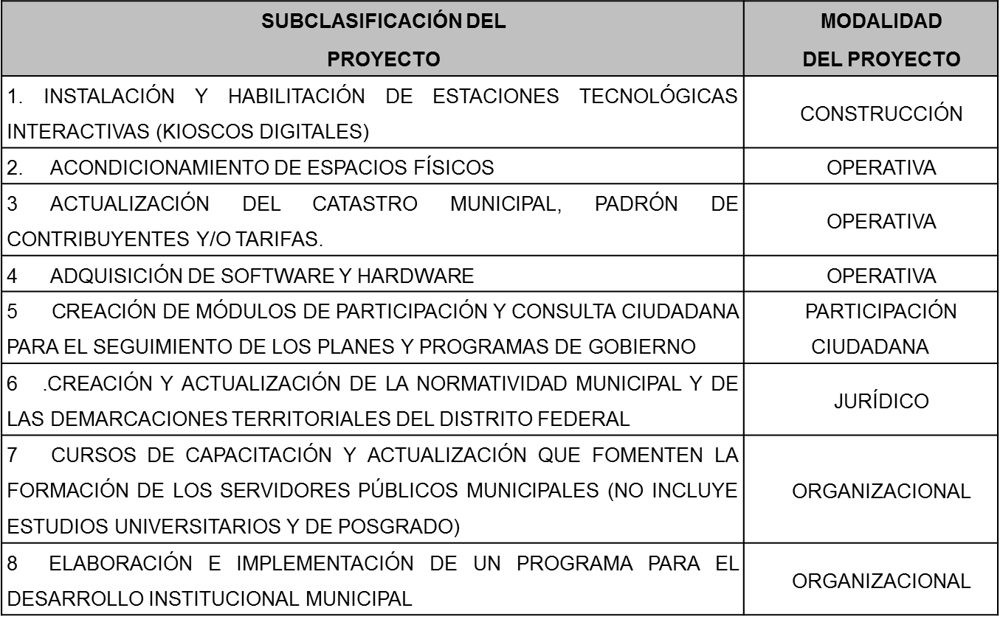 SUBCLASIFICACIÓN DEL
PROYECTO
MODALIDAD
DEL PROYECTO
1. INSTALACIÓN Y HABILITACIÓN DE ESTACIONES TECNOLÓGICAS
INTERACTIVAS (KIOSCOS DIGITALES)
CONSTRUCCIÓN
2. ACONDICIONAMIENTO DE ESPACIOS FÍSICOS
OPERATIVA
3 ACTUALIZACIÓN DEL CATASTRO MUNICIPAL, PADRÓN DE
CONTRIBUYENTES Y/O TARIFAS.
OPERATIVA
4 ADQUISICIÓN DE SOFTWARE Y HARDWARE
OPERATIVA
5 CREACIÓN DE MÓDULOS DE PARTICIPACIÓN Y CONSULTA CIUDADANA
PARA EL SEGUIMIENTO DE LOS PLANES Y PROGRAMAS DE GOBIERNO
PARTICIPACIÓN
CIUDADANA
6 .CREACIÓN Y ACTUALIZACIÓN DE LA NORMATIVIDAD MUNICIPAL Y DE
LAS DEMARCACIONES TERRITORIALES DEL DISTRITO FEDERAL
JURÍDICO
7 CURSOS DE CAPACITACIÓN Y ACTUALIZACIÓN QUE FOMENTEN LA
FORMACIÓN DE LOS SERVIDORES PÚBLICOS MUNICIPALES (NO INCLUYE
ESTUDIOS UNIVERSITARIOS Y DE POSGRADO)
ORGANIZACIONAL
8 ELABORACIÓN E IMPLEMENTACIÓN DE UN PROGRAMA PARA EL
DESARROLLO INSTITUCIONAL MUNICIPAL
ORGANIZACIONAL